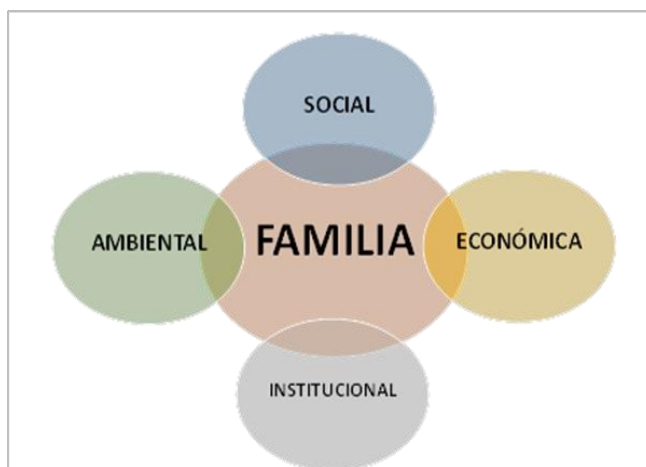 SOCIAL
AMBIENTAL
FAMILIA
ECONÓMICA
INSTITUCIONAL